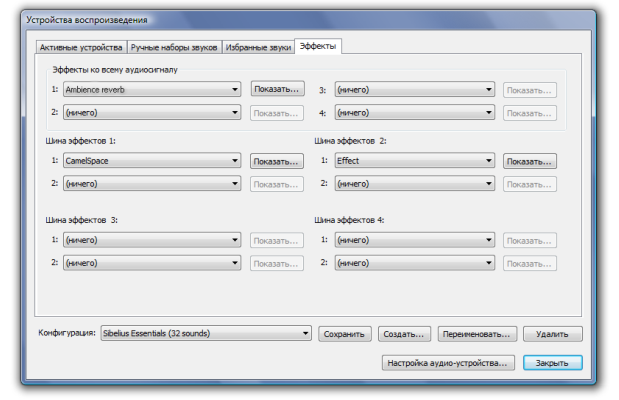 Устройства воспроизведения
Активные устройства Ручные наборы звуков Избранные звуки Эффекты
Эффекты ко всему аудиосигналу
1: Ambience reverb Показать... 3: (ничего) Показать...
2: (ничего) Показать... 4: (ничего) Показать...
Шина эффектов 1: Шина эффектов 2:
1: CamelSpace Показать... 1: Effect Показать...
2: (ничего) Показать... 2: (ничего) Показать...
Шина эффектов 3: Шина эффектов 4:
1: (ничего) Показать... 1: (ничего) Показать...
2: (ничего) Показать... 2: (ничего) Показать...
Конфигурация: Sibelius Essentials (32 sounds) Сохранить Создать... Переименовать... Удалить
Настройка аудио-устройства... Закрыть